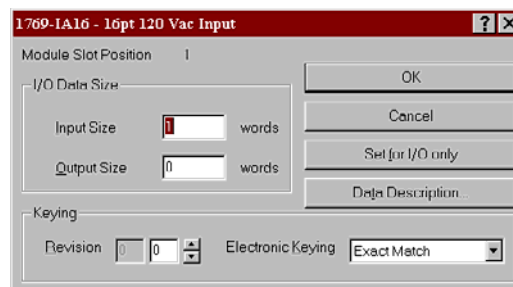 1769-IA16 - 16pt 120 Vac Input
Module Slot Position 1
I/O Data Size
Input Size 1 words
Output Size 0 words
OK
Cancel
Set for I/O only
Data Description...
Keying
Revision 0 0 Electronic Keying Exact Match